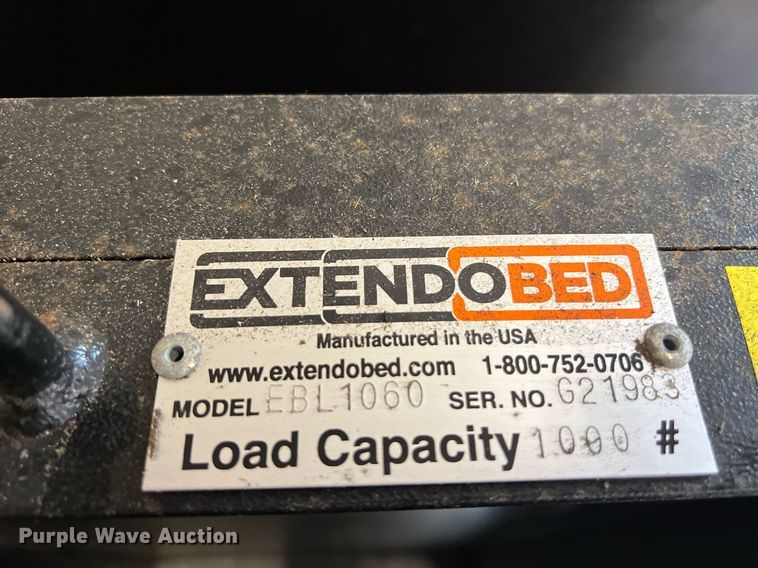 EXTENDOBED
Manufactured in the USA
www.extendobed.com 1-800-752-0706
MODEL EBL1060 SER. NO. G21983
Load Capacity 1000 #
Purple Wave Auction